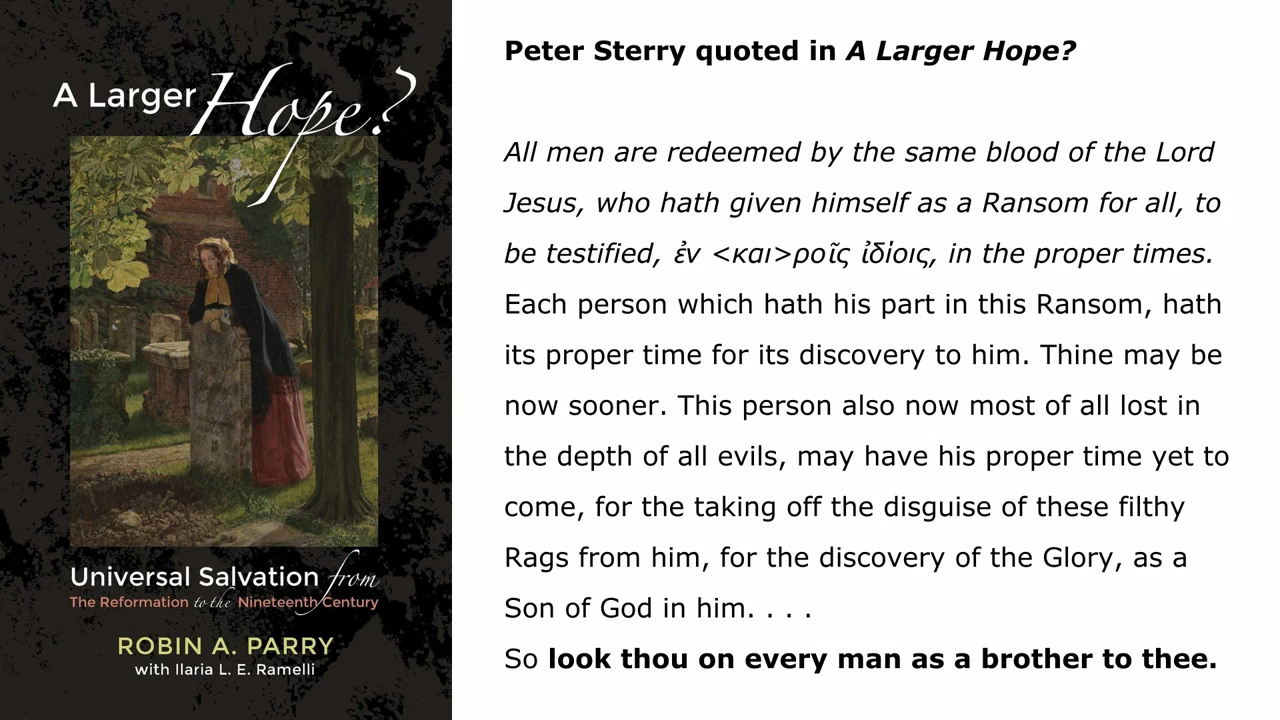 A Larger Hope?
Universal Salvation from
The Reformation to the Nineteenth Century
ROBIN A. PARRY
with Ilaria L. E. Ramelli
Peter Sterry quoted in A Larger Hope?
All men are redeemed by the same blood of the Lord
Jesus, who hath given himself as a Ransom for all, to
be testified, ἐν <και>ροῖς ἰδίοις, in the proper times.
Each person which hath his part in this Ransom, hath
its proper time for its discovery to him. Thine may be
now sooner. This person also now most of all lost in
the depth of all evils, may have his proper time yet to
come, for the taking off the disguise of these filthy
Rags from him, for the discovery of the Glory, as a
Son of God in him. . . .
So look thou on every man as a brother to thee.